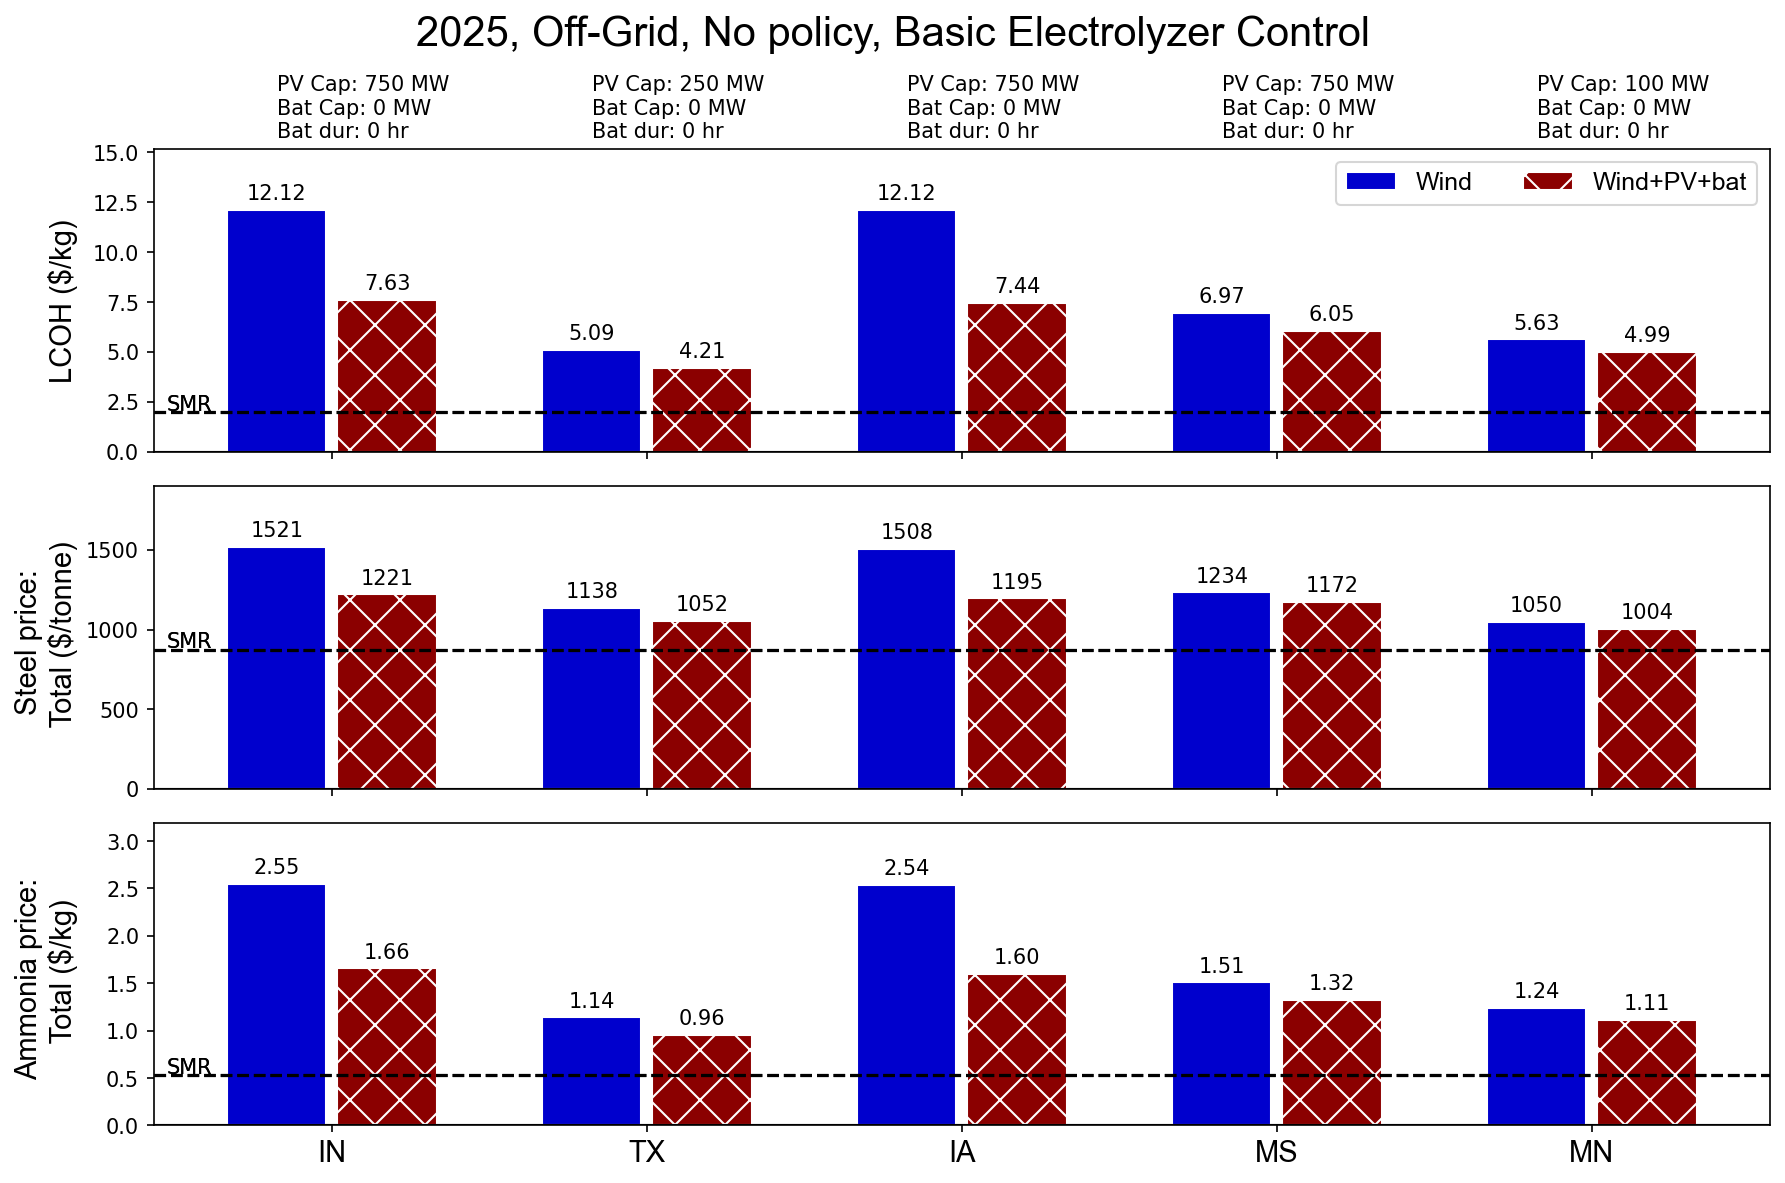 2025, Off-Grid, No policy, Basic Electrolyzer Control
PV Cap: 750 MW
Bat Cap: 0 MW
Bat dur: 0 hr
PV Cap: 250 MW
Bat Cap: 0 MW
Bat dur: 0 hr
PV Cap: 750 MW
Bat Cap: 0 MW
Bat dur: 0 hr
PV Cap: 750 MW
Bat Cap: 0 MW
Bat dur: 0 hr
PV Cap: 100 MW
Bat Cap: 0 MW
Bat dur: 0 hr
LCOH ($/kg)
15.0
12.5
10.0
7.5
5.0
2.5
0.0
Wind
Wind+PV+bat
12.12
7.63
5.09
4.21
12.12
7.44
6.97
6.05
5.63
4.99
SMR
Steel price:
Total ($/tonne)
1500
1000
500
0
1521
1221
1138
1052
1508
1195
1234
1172
1050
1004
SMR
Ammonia price:
Total ($/kg)
3.0
2.5
2.0
1.5
1.0
0.5
0.0
2.55
1.66
1.14
0.96
2.54
1.60
1.51
1.32
1.24
1.11
SMR
IN
TX
IA
MS
MN